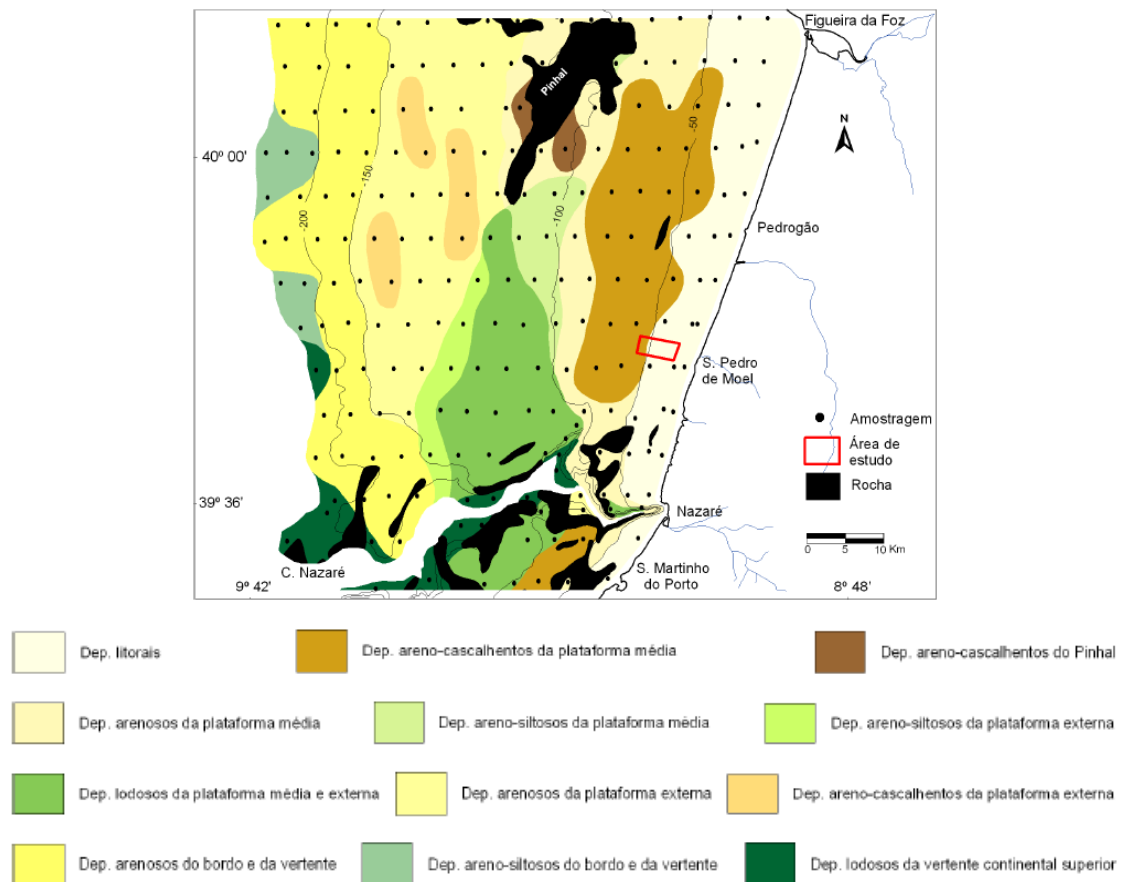 Figueira da Foz
Pinhal
N
-50
40º 00'
-150
-200
-100
Pedrogão
S. Pedro
de Moel
Amostragem
Área de
estudo
Rocha
39º 36'
Nazaré
0 5 10 Km
C. Nazaré
S. Martinho
do Porto
9º 42'
8º 48'
Dep. litorais
Dep. areno-cascalhentos da plataforma média
Dep. areno-cascalhentos do Pinhal
Dep. arenosos da plataforma média
Dep. areno-siltosos da plataforma média
Dep. areno-siltosos da plataforma externa
Dep. lodosos da plataforma média e externa
Dep. arenosos da plataforma externa
Dep. areno-cascalhentos da plataforma externa
Dep. arenosos do bordo e da vertente
Dep. areno-siltosos do bordo e da vertente
Dep. lodosos da vertente continental superior